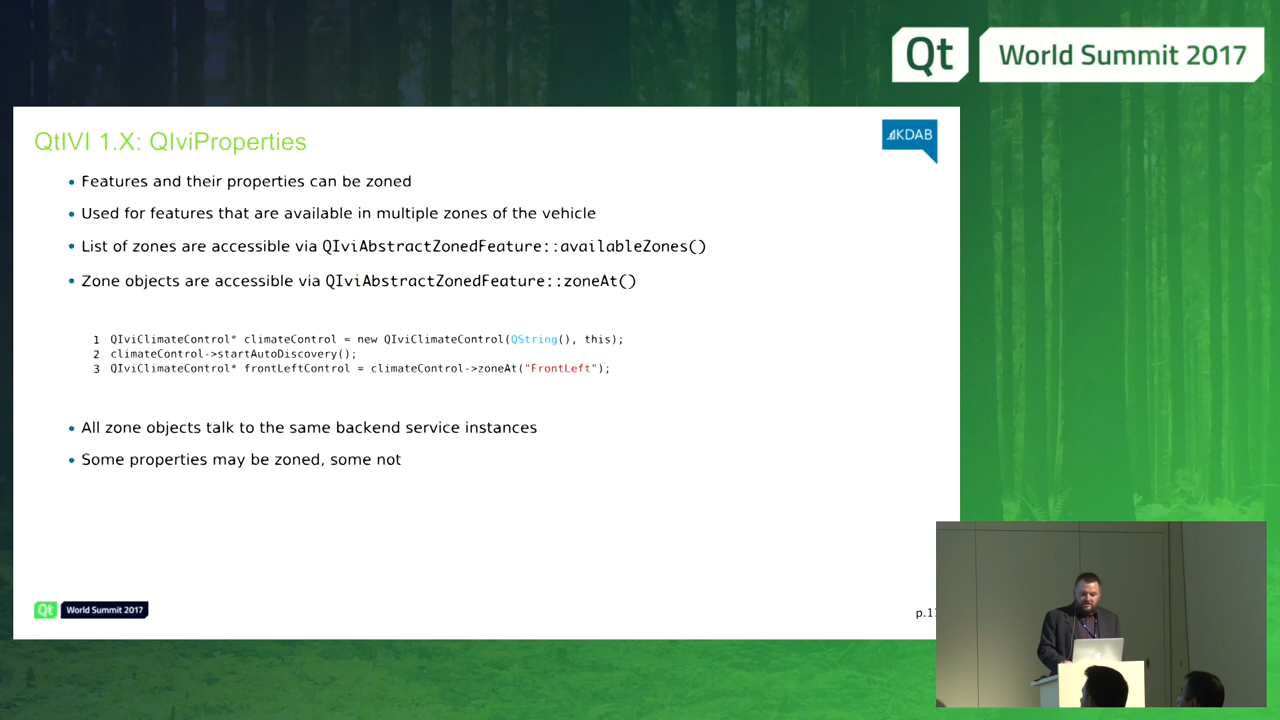 Qt World Summit 2017
QtIVI 1.X: QIviProperties
KDAB
• Features and their properties can be zoned
• Used for features that are available in multiple zones of the vehicle
• List of zones are accessible via QIviAbstractZonedFeature::availableZones()
• Zone objects are accessible via QIviAbstractZonedFeature::zoneAt()
1 QIviClimateControl* climateControl = new QIviClimateControl(QString(), this);
2 climateControl->startAutoDiscovery();
3 QIviClimateControl* frontLeftControl = climateControl->zoneAt("FrontLeft");
• All zone objects talk to the same backend service instances
• Some properties may be zoned, some not
Qt World Summit 2017